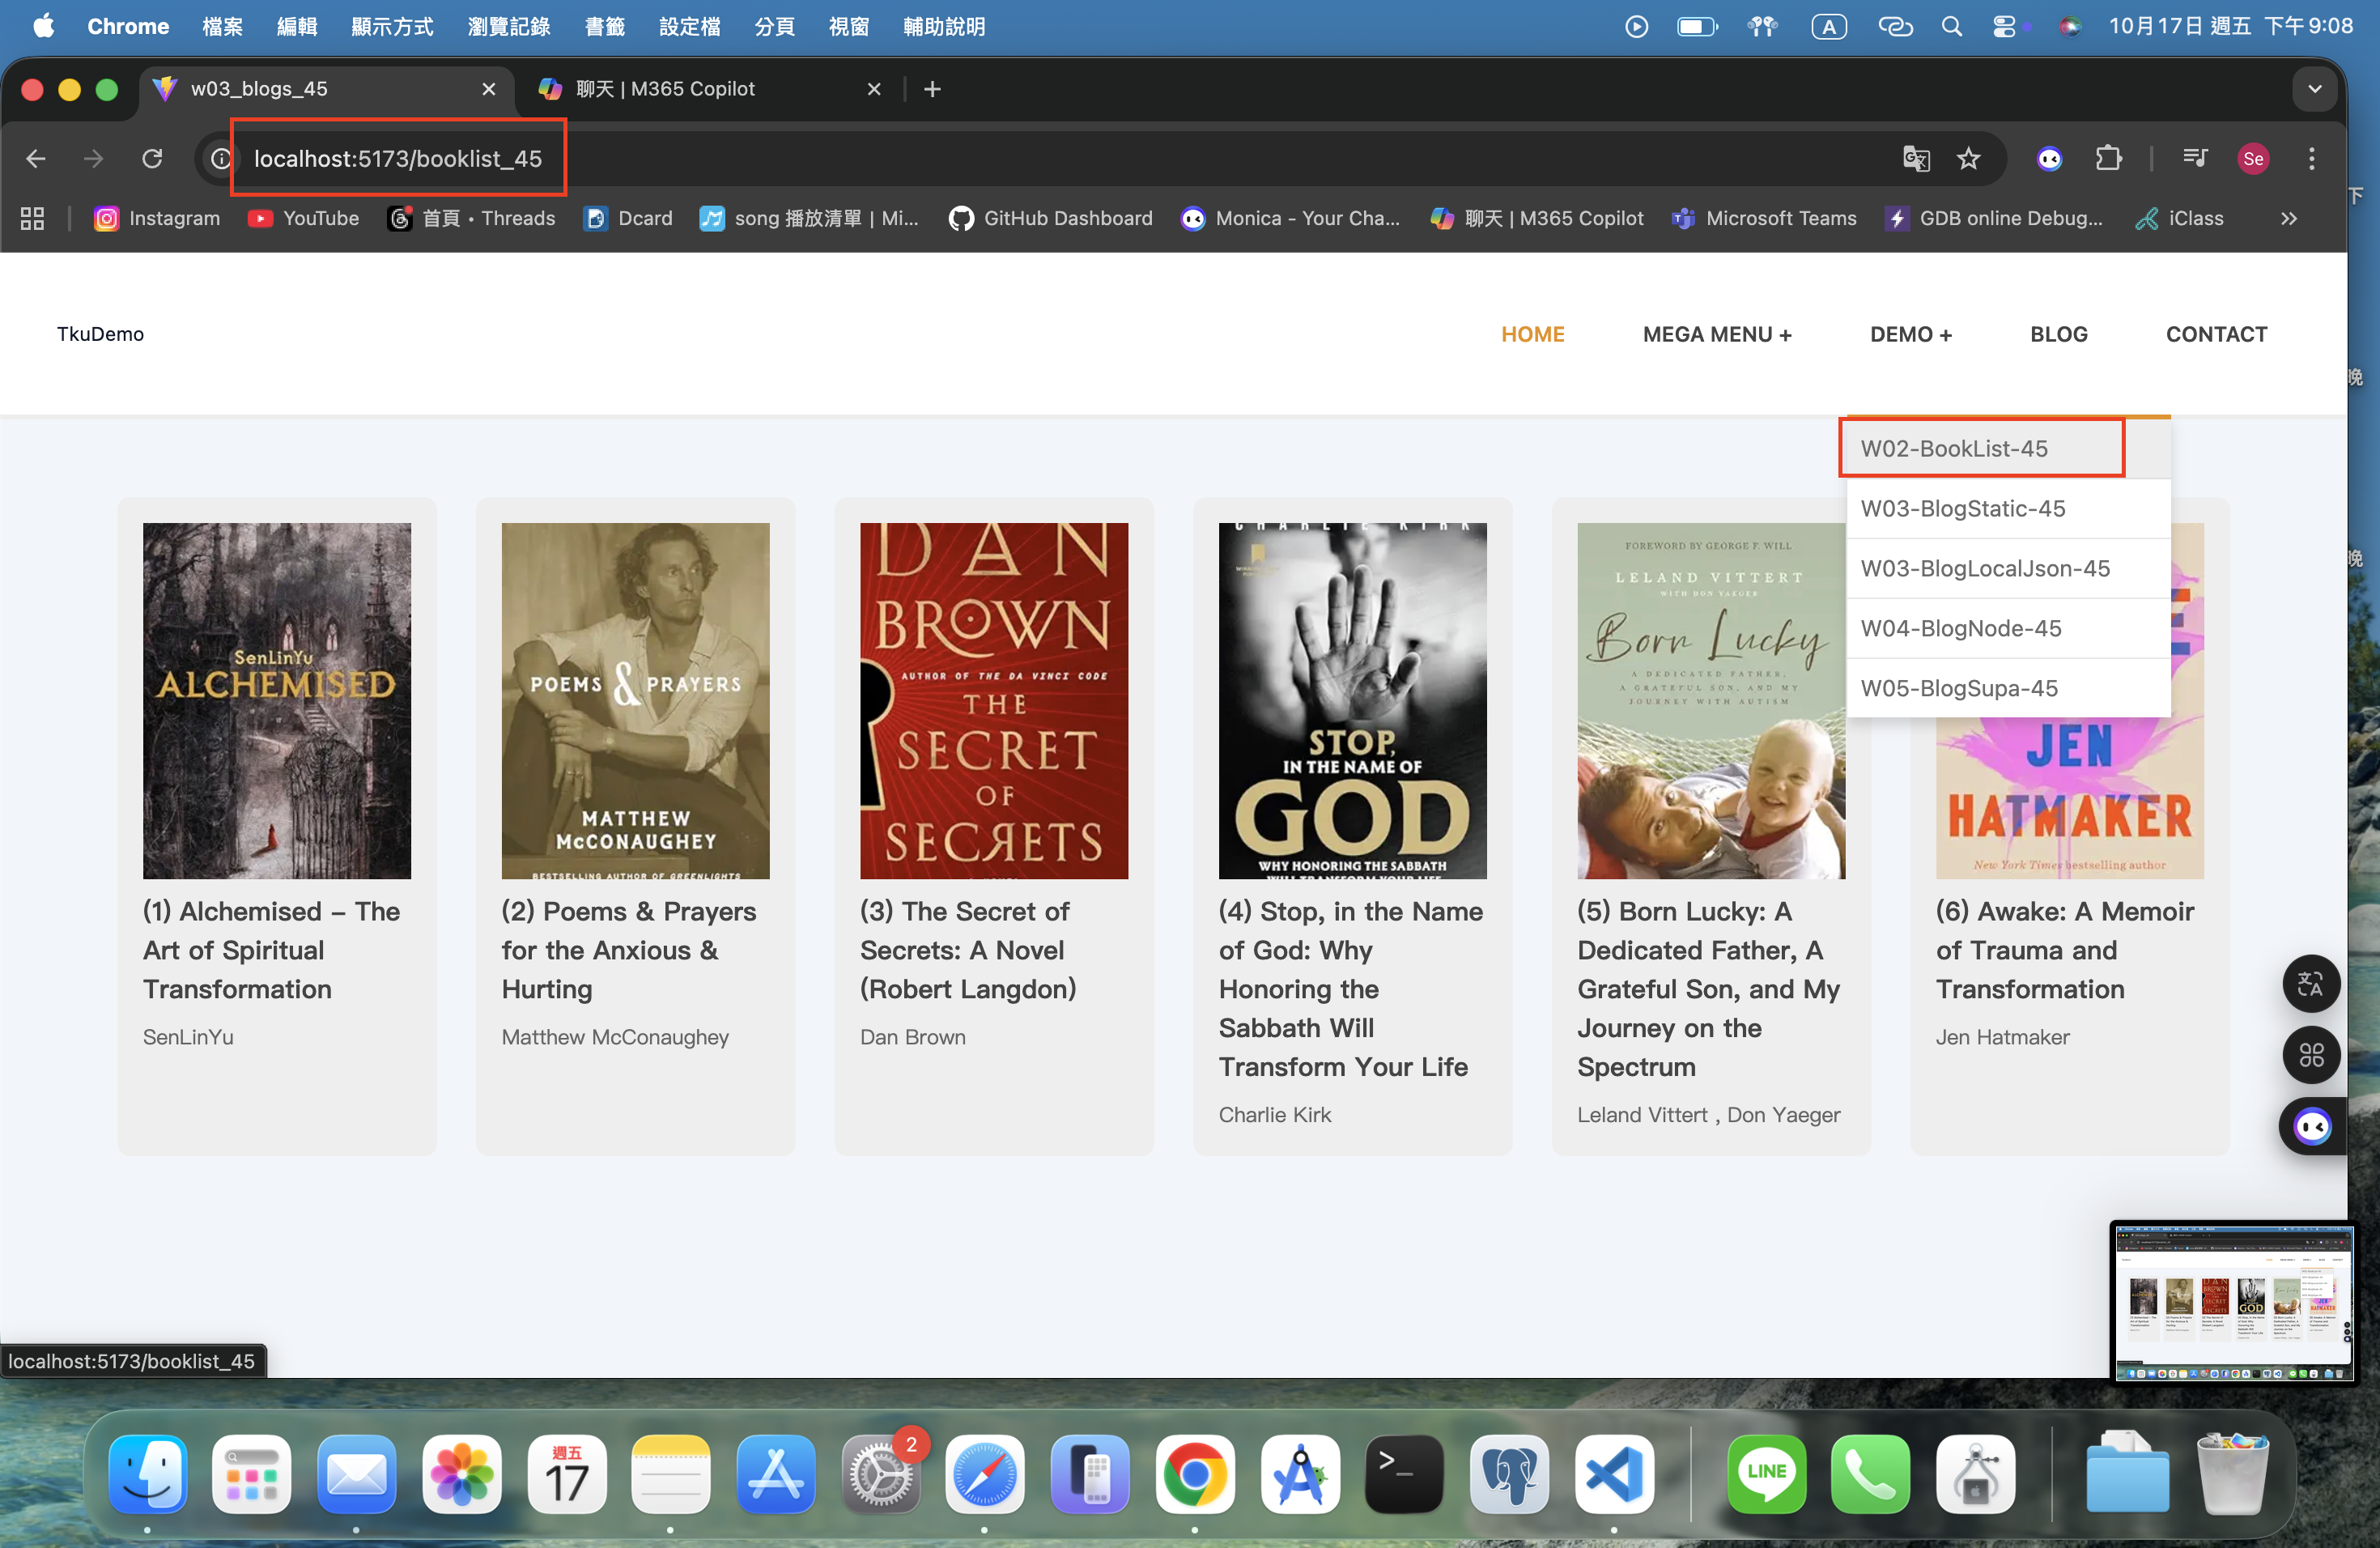 Chrome 檔案 編輯 顯示方式 瀏覽記錄 書籤 設定檔 分頁 視窗 輔助說明 A 10月17日 週五 下午9:08
w03_blogs_45 聊天 | M365 Copilot
localhost:5173/booklist_45 Se
Instagram YouTube 首頁 • Threads Dcard song 播放清單 | Mi... GitHub Dashboard Monica - Your Cha... 聊天 | M365 Copilot Microsoft Teams GDB online Debug... iClass
下
晚
晚
TkuDemo HOME MEGA MENU + DEMO + BLOG CONTACT
W02-BookList-45
W03-BlogStatic-45
W03-BlogLocalJson-45
W04-BlogNode-45
W05-BlogSupa-45
SenLinYu
ALCHEMISED
POEMS & PRAYERS
MATTHEW
McCONAUGHEY
BESTSELLING AUTHOR OF GREENLIGHTS
DAN
BROWN
AUTHOR OF THE DA VINCI CODE
THE
SECRET
OF
SECRETS
CHARLIE KIRK
STOP,
IN THE NAME OF
GOD
WHY HONORING THE SABBATH
WILL TRANSFORM YOUR LIFE
FOREWORD BY GEORGE F. WILL
LELAND VITTERT
WITH DON YAEGER
Born Lucky
A DEDICATED FATHER,
A GRATEFUL SON, AND MY
JOURNEY WITH AUTISM
JEN
HATMAKER
New York Times bestselling author
(1) Alchemised – The
Art of Spiritual
Transformation
SenLinYu
(2) Poems & Prayers
for the Anxious &
Hurting
Matthew McConaughey
(3) The Secret of
Secrets: A Novel
(Robert Langdon)
Dan Brown
(4) Stop, in the Name
of God: Why
Honoring the
Sabbath Will
Transform Your Life
Charlie Kirk
(5) Born Lucky: A
Dedicated Father, A
Grateful Son, and My
Journey on the
Spectrum
Leland Vittert , Don Yaeger
(6) Awake: A Memoir
of Trauma and
Transformation
Jen Hatmaker
localhost:5173/booklist_45
週五
17
2
LINE